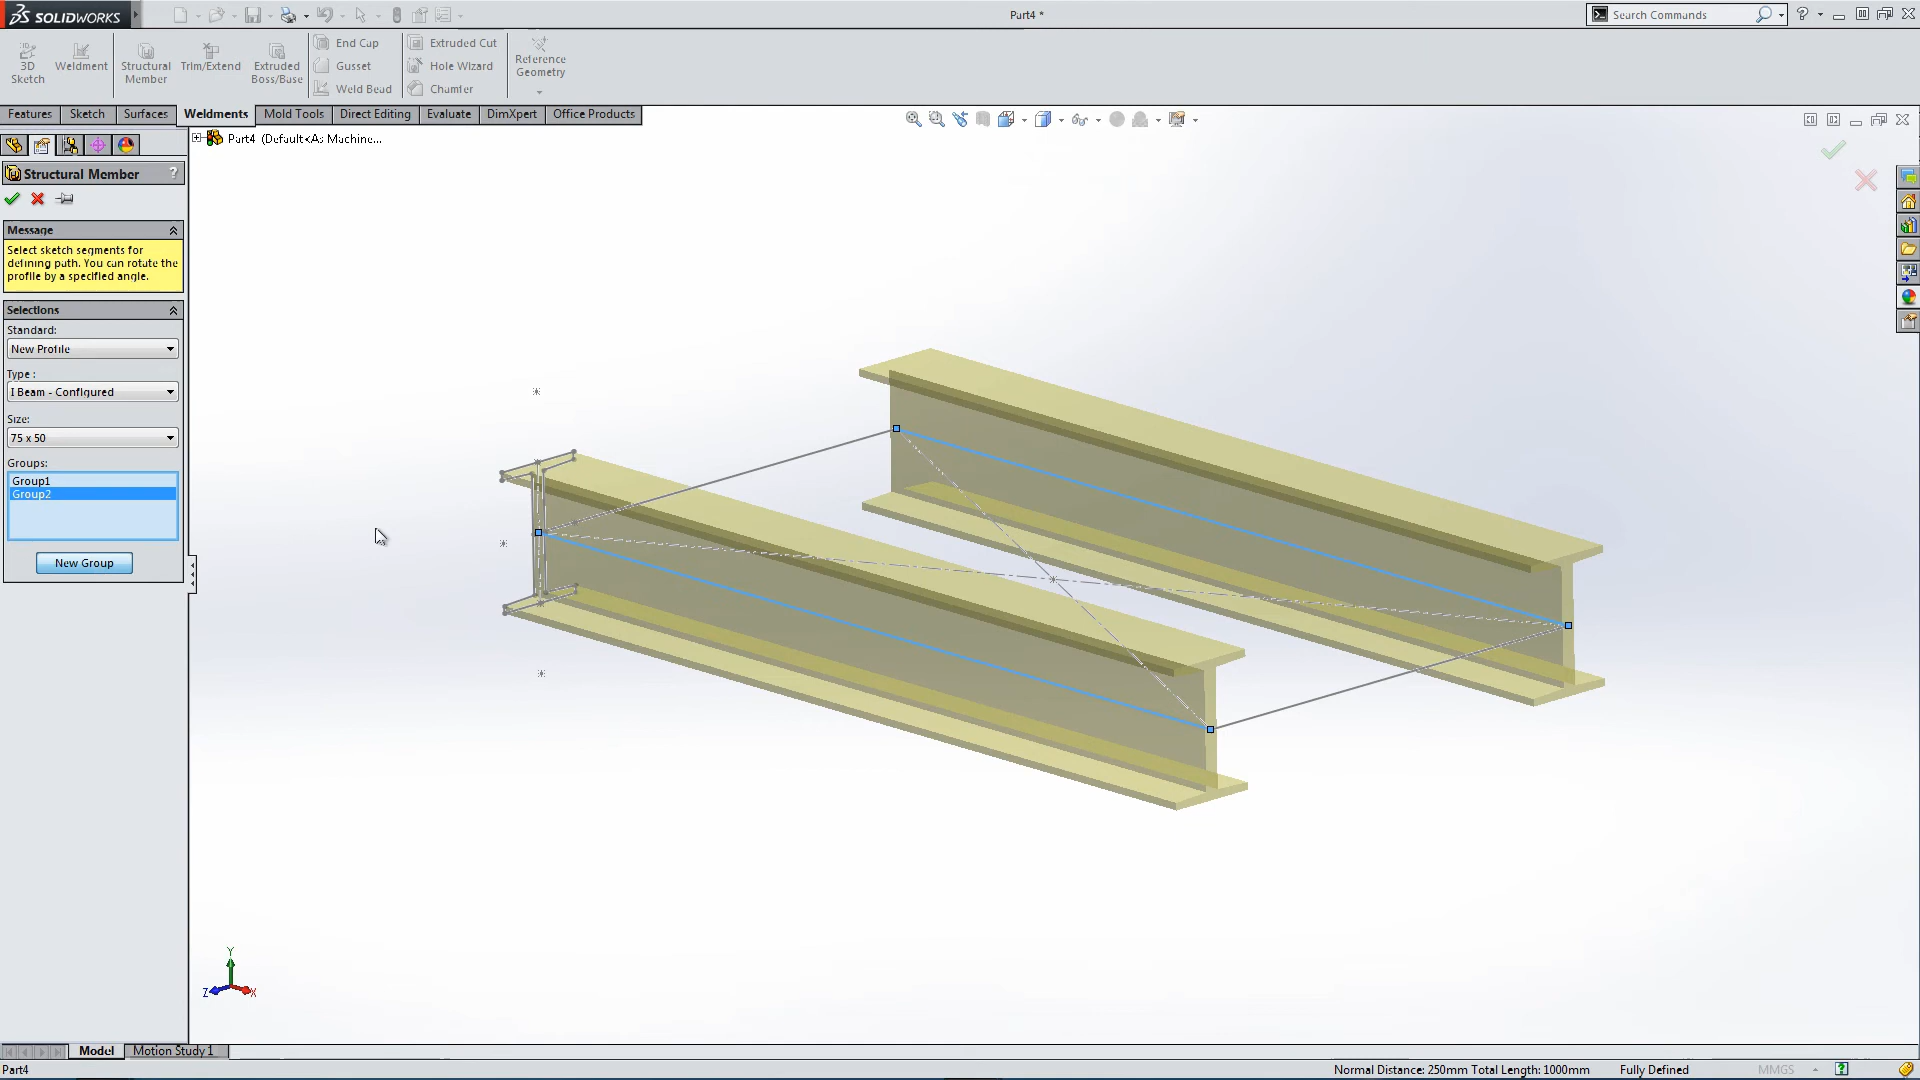 SOLIDWORKS
Part4 *
Search Commands
3D Sketch
Weldment
Structural Member
Trim/Extend
Extruded Boss/Base
End Cap
Gusset
Weld Bead
Extruded Cut
Hole Wizard
Chamfer
Reference Geometry
Features
Sketch
Surfaces
Weldments
Mold Tools
Direct Editing
Evaluate
DimXpert
Office Products
Part4 (Default<As Machine...
Structural Member
?
Message
Select sketch segments for
defining path. You can rotate the
profile by a specified angle.
Selections
Standard:
New Profile
Type :
I Beam - Configured
Size:
75 x 50
Groups:
Group1
Group2
New Group
Y
Z
X
Model
Motion Study 1
Part4
Normal Distance: 250mm Total Length: 1000mm
Fully Defined
MMGS